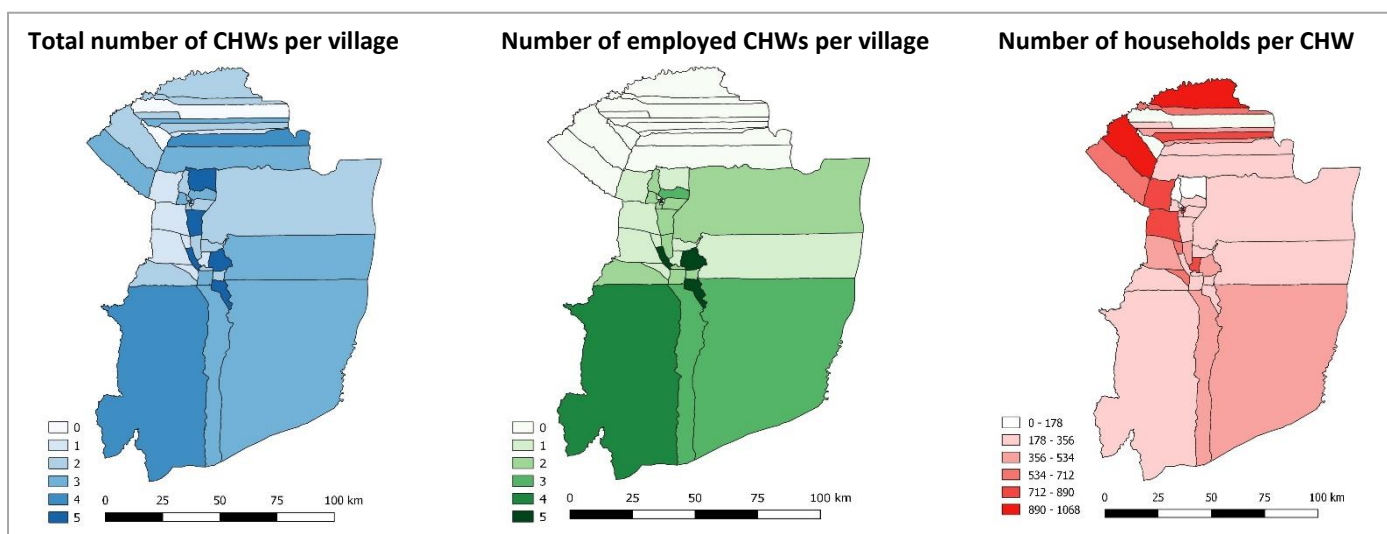 Total number of CHWs per village
Number of employed CHWs per village
Number of households per CHW
0
1
2
3
4
5
0 25 50 75 100 km
0
1
2
3
4
5
0 25 50 75 100 km
0 - 178
178 - 356
356 - 534
534 - 712
712 - 890
890 - 1068
0 25 50 75 100 km